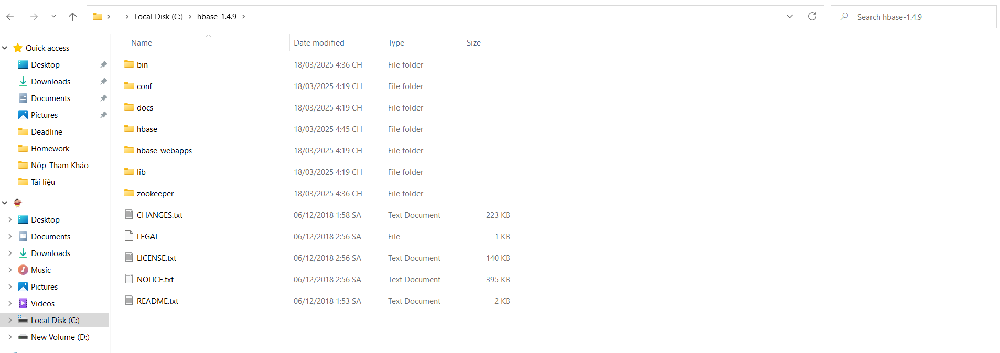 Local Disk (C:) hbase-1.4.9 Search hbase-1.4.9
Quick access
Desktop
Downloads
Documents
Pictures
Deadline
Homework
Nộp-Tham Khảo
Tài liệu
Desktop
Documents
Downloads
Music
Pictures
Videos
Local Disk (C:)
New Volume (D:)
Name Date modified Type Size
bin 18/03/2025 4:36 CH File folder
conf 18/03/2025 4:19 CH File folder
docs 18/03/2025 4:19 CH File folder
hbase 18/03/2025 4:45 CH File folder
hbase-webapps 18/03/2025 4:19 CH File folder
lib 18/03/2025 4:19 CH File folder
zookeeper 18/03/2025 4:36 CH File folder
CHANGES.txt 06/12/2018 1:58 SA Text Document 223 KB
LEGAL 06/12/2018 2:56 SA File 1 KB
LICENSE.txt 06/12/2018 2:56 SA Text Document 140 KB
NOTICE.txt 06/12/2018 2:56 SA Text Document 395 KB
README.txt 06/12/2018 1:53 SA Text Document 2 KB